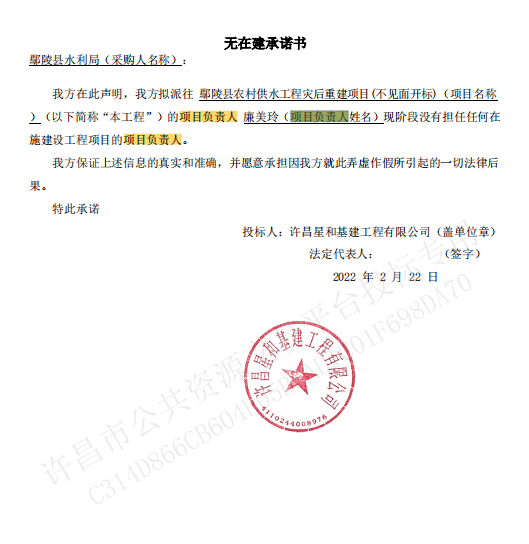 无在建承诺书
鄢陵县水利局（采购人名称）:
我方在此声明，我方拟派往 鄢陵县农村供水工程灾后重建项目(不见面开标)（项目名称
）（以下简称“本工程”）的项目负责人 廉美玲（项目负责人姓名）现阶段没有担任任何在
施建设工程项目的项目负责人。
我方保证上述信息的真实和准确，并愿意承担因我方就此弄虚作假所引起的一切法律后
果。
特此承诺
投标人：许昌星和基建工程有限公司（盖单位章）
法定代表人： （签字）
2022 年 2 月 22 日
许昌星和基建工程有限公司
4110244008976
许昌市公共资源 平台投标专用
C314D866CB604 01F698DA70